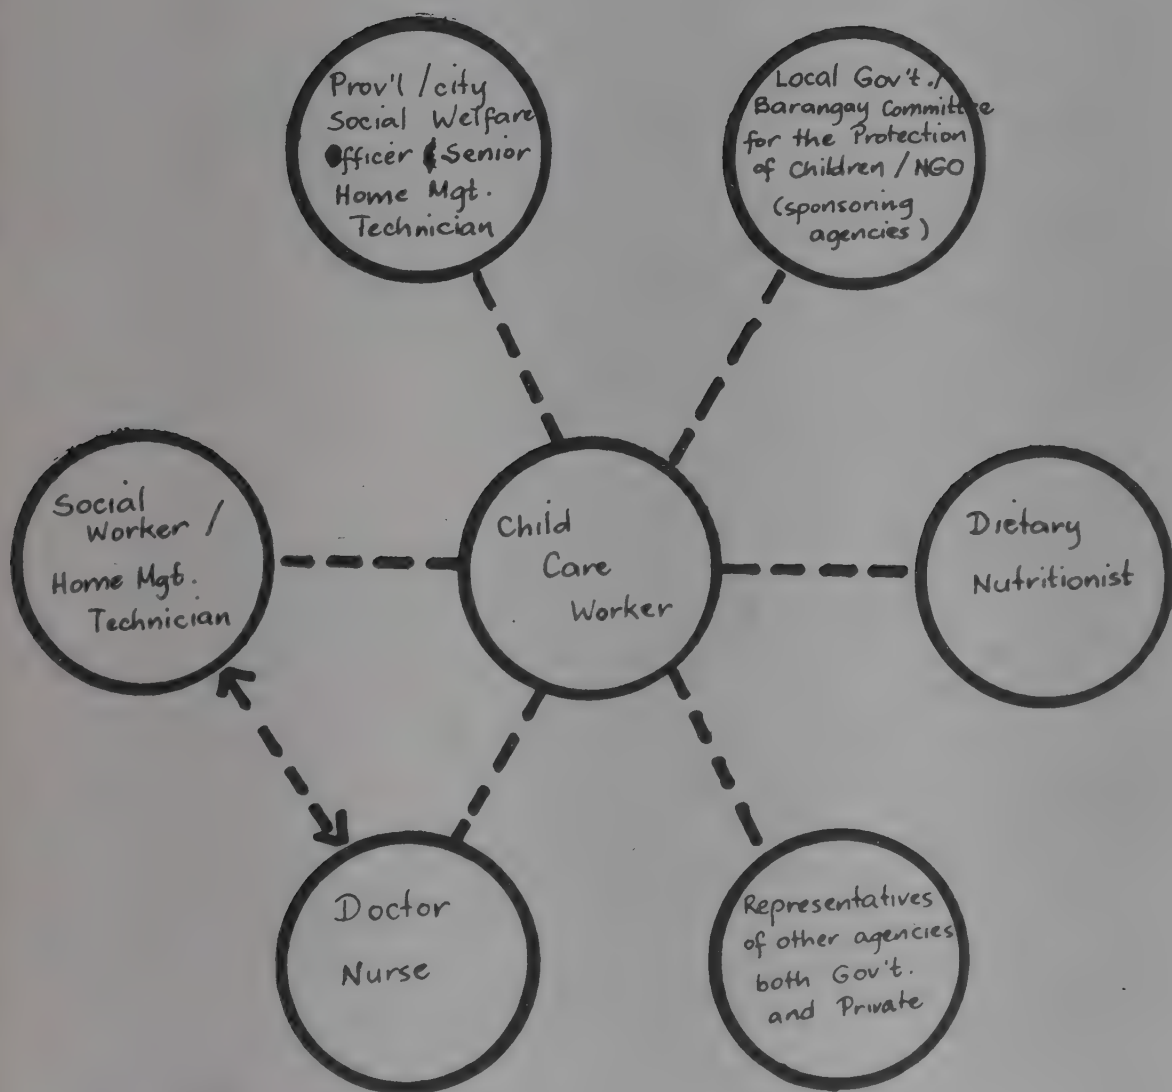 Prov'l / city
Social Welfare
Officer & Senior
Home Mgt.
Technician
Local Gov't. /
Barangay Committee
for the Protection
of Children / NGO
(sponsoring
agencies)
Social
Worker /
Home Mgt.
Technician
Child
Care
Worker
Dietary
Nutritionist
Doctor
Nurse
Representatives
of other agencies
both Gov't.
and Private